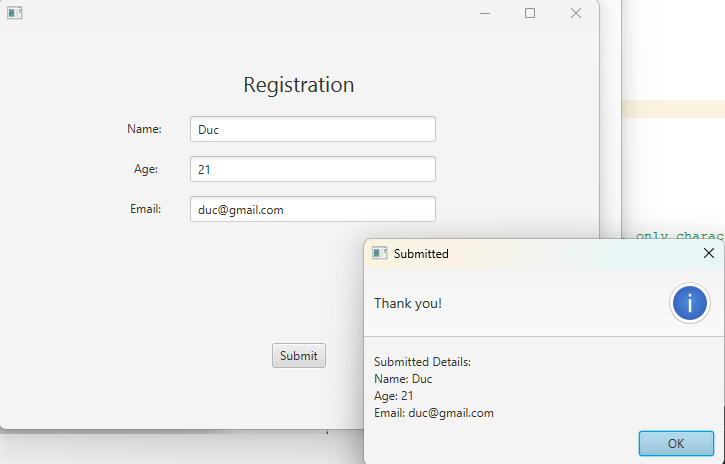 Registration
Name:
Duc
Age:
21
Email:
duc@gmail.com
only charac
Submitted
Thank you!
Submitted Details:
Name: Duc
Age: 21
Email: duc@gmail.com
Submit
OK